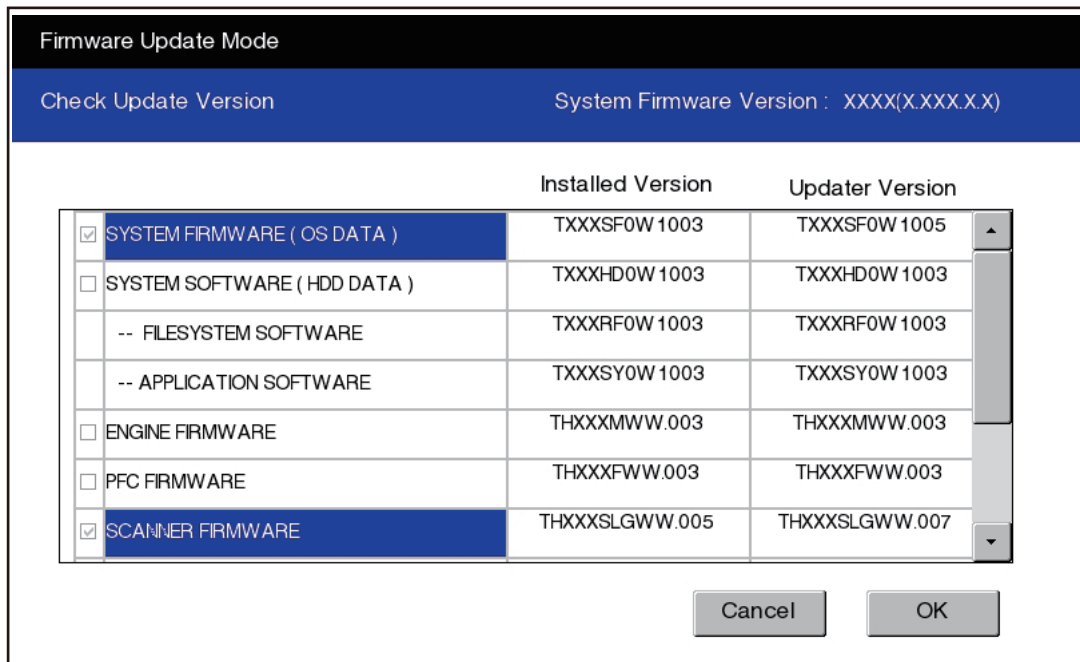 Firmware Update Mode
Check Update Version System Firmware Version : XXXX(X.XXX.X.X)
Installed Version Updater Version
SYSTEM FIRMWARE ( OS DATA ) TXXXSF0W1003 TXXXSF0W1005
SYSTEM SOFTWARE ( HDD DATA ) TXXXHD0W1003 TXXXHD0W1003
-- FILESYSTEM SOFTWARE TXXXRF0W1003 TXXXRF0W1003
-- APPLICATION SOFTWARE TXXXSY0W1003 TXXXSY0W1003
ENGINE FIRMWARE THXXXMWW.003 THXXXMWW.003
PFC FIRMWARE THXXXFWW.003 THXXXFWW.003
SCANNER FIRMWARE THXXXSLGWW.005 THXXXSLGWW.007
Cancel OK